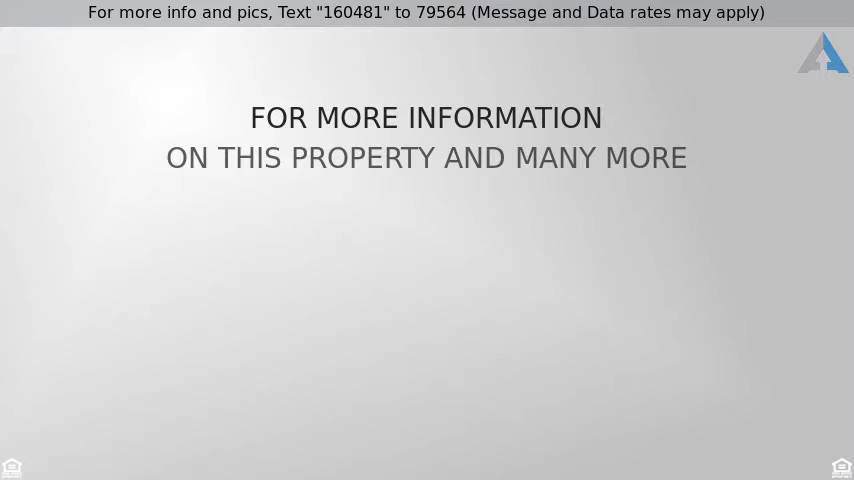 For more info and pics, Text "160481" to 79564 (Message and Data rates may apply)
FOR MORE INFORMATION
ON THIS PROPERTY AND MANY MORE